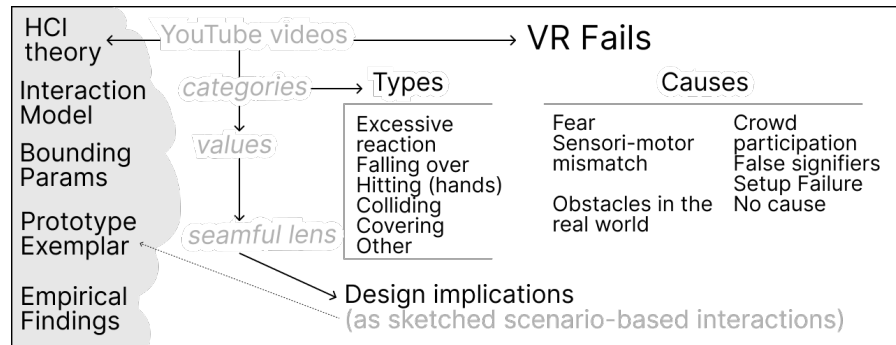 HCI
theory
YouTube videos
VR Fails
Interaction
Model
categories
Types
Causes
Bounding
Params
values
Excessive
reaction
Falling over
Hitting (hands)
Colliding
Covering
Other
Fear
Sensori-motor
mismatch
Obstacles in the
real world
Crowd
participation
False signifiers
Setup Failure
No cause
Prototype
Exemplar
seamful lens
Empirical
Findings
Design implications
(as sketched scenario-based interactions)